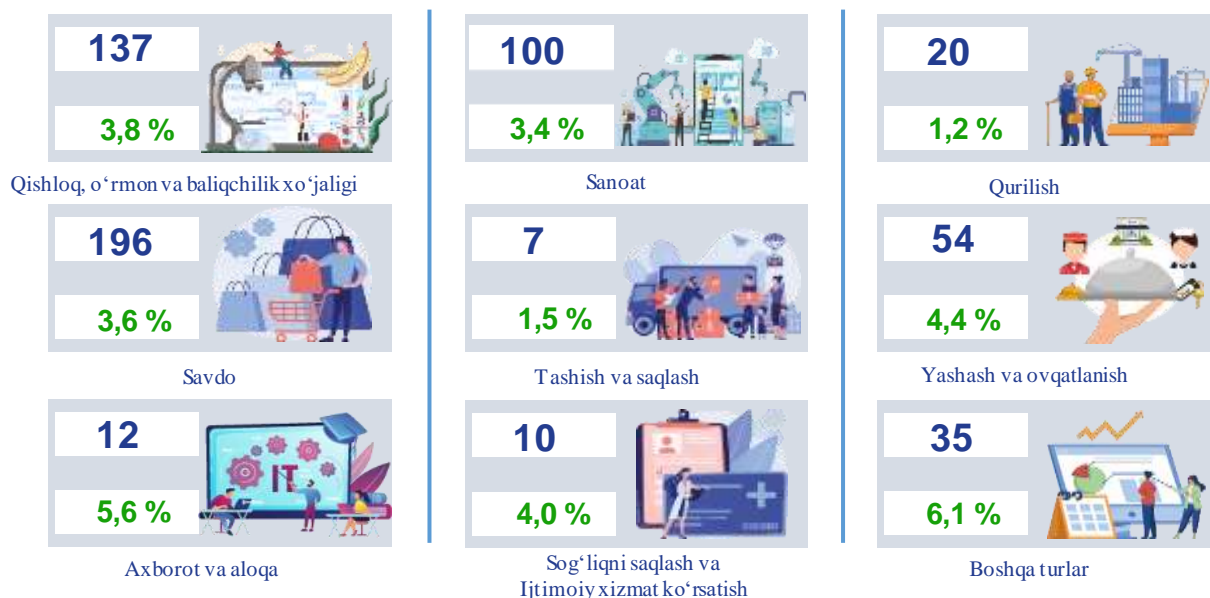 137
3,8 %
Qishloq, o‘rmon va baliqchilik xo‘jaligi
100
3,4 %
Sanoat
20
1,2 %
Qurilish
196
3,6 %
Savdo
7
1,5 %
Tashish va saqlash
54
4,4 %
Yashash va ovqatlanish
12
5,6 %
IT
Axborot va aloqa
10
4,0 %
Sog‘liqni saqlash va
Ijtimoiy xizmat ko‘rsatish
35
6,1 %
Boshqa turlar